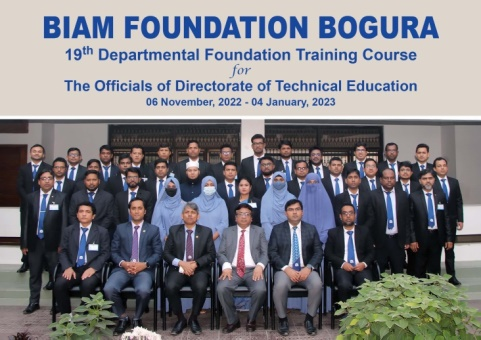 BIAM FOUNDATION BOGURA
19th Departmental Foundation Training Course
for
The Officials of Directorate of Technical Education
06 November, 2022 - 04 January, 2023